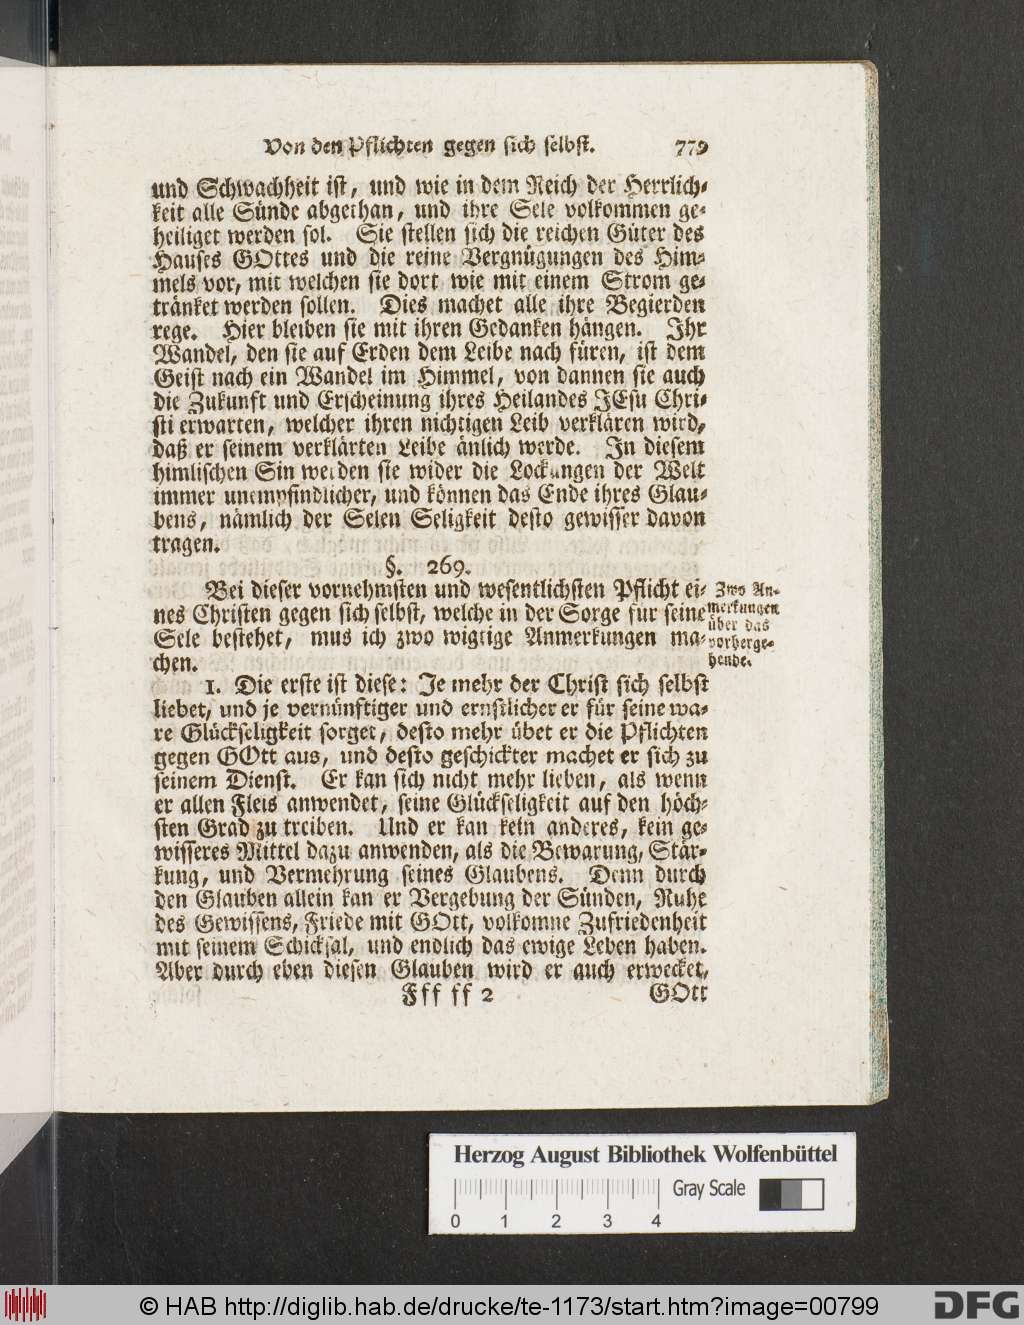 Von den Pflichten gegen sich selbst. 779
und Schwachheit ist, und wie in dem Reich der Herrlich-
keit alle Sünde abgethan, und ihre Sele volkommen ge-
heiliget werden sol. Sie stellen sich die reichen Güter des
Hauses GOttes und die reine Vergnügungen des Him-
mels vor, mit welchen sie dort wie mit einem Strom ge-
tränket werden sollen. Dies machet alle ihre Begierden
rege. Hier bleiben sie mit ihren Gedanken hängen. Ihr
Wandel, den sie auf Erden dem Leibe nach füren, ist dem
Geist nach ein Wandel im Himmel, von dannen sie auch
die Zukunft und Erscheinung ihres Heilandes JEsu Chri-
sti erwarten, welcher ihren nichtigen Leib verklären wird,
daß er seinem verklärten Leibe änlich werde. In diesem
himlischen Sin werden sie wider die Lockungen der Welt
immer unempfindlicher, und können das Ende ihres Glau-
bens, nämlich der Selen Seligkeit desto gewisser davon
tragen.
§. 269.
Bei dieser vornehmsten und wesentlichsten Pflicht ei-
nes Christen gegen sich selbst, welche in der Sorge für seine
Sele bestehet, mus ich zwo wigtige Anmerkungen ma-
chen.
Zwo An-
merkungen
über das
vorherge-
hende.
1. Die erste ist diese: Je mehr der Christ sich selbst
liebet, und je vernünftiger und ernstlicher er für seine wa-
re Glückseligkeit sorget, desto mehr übet er die Pflichten
gegen GOtt aus, und desto geschickter machet er sich zu
seinem Dienst. Er kan sich nicht mehr lieben, als wenn
er allen Fleis anwendet, seine Glückseligkeit auf den höch-
sten Grad zu treiben. Und er kan kein anderes, kein ge-
wisseres Mittel dazu anwenden, als die Bewarung, Stär-
kung, und Vermehrung seines Glaubens. Denn durch
den Glauben allein kan er Vergebung der Sünden, Ruhe
des Gewissens, Friede mit GOtt, volkomne Zufriedenheit
mit seinem Schicksal, und endlich das ewige Leben haben.
Aber durch eben diesen Glauben wird er auch erwecket,
Fff ff 2 GOtt
Herzog August Bibliothek Wolfenbüttel
Gray Scale
0 1 2 3 4
© HAB http://diglib.hab.de/drucke/te-1173/start.htm?image=00799
DFG